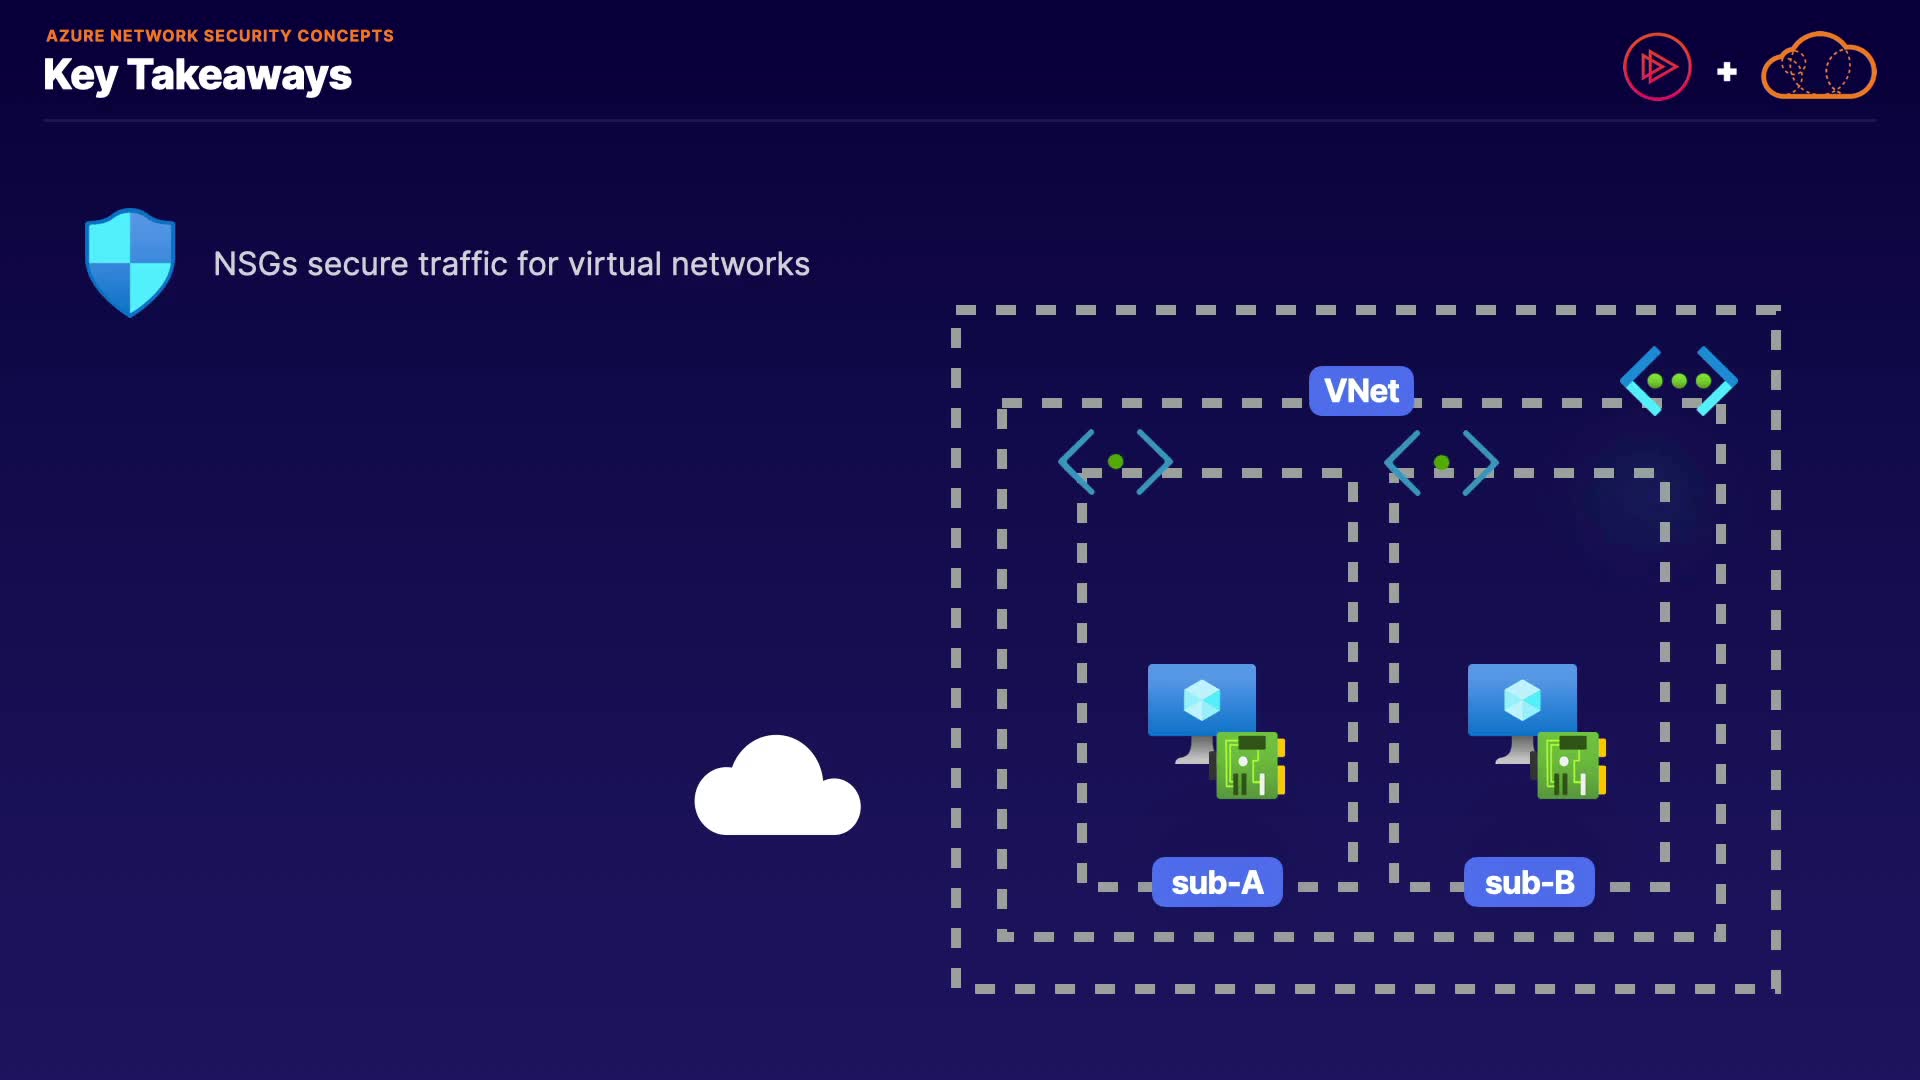 AZURE NETWORK SECURITY CONCEPTS
Key Takeaways
NSGs secure traffic for virtual networks
VNet
sub-A
sub-B